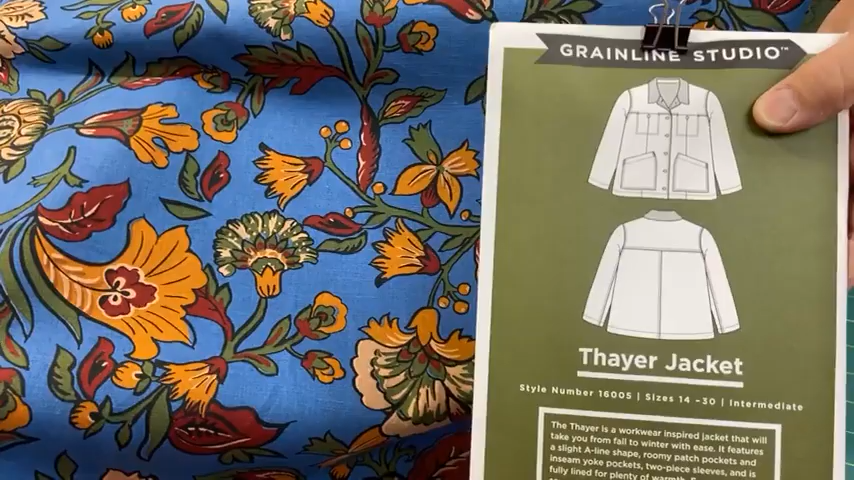 GRAINLINE STUDIO™
Thayer Jacket
Style Number 16005 | Sizes 14 - 30 | Intermediate
The Thayer is a workwear inspired jacket that will
take you from fall to winter with ease. It features
a slight A-line shape, roomy patch pockets and
inseam yoke pockets, two-piece sleeves, and is
fully lined for plenty of warmth.